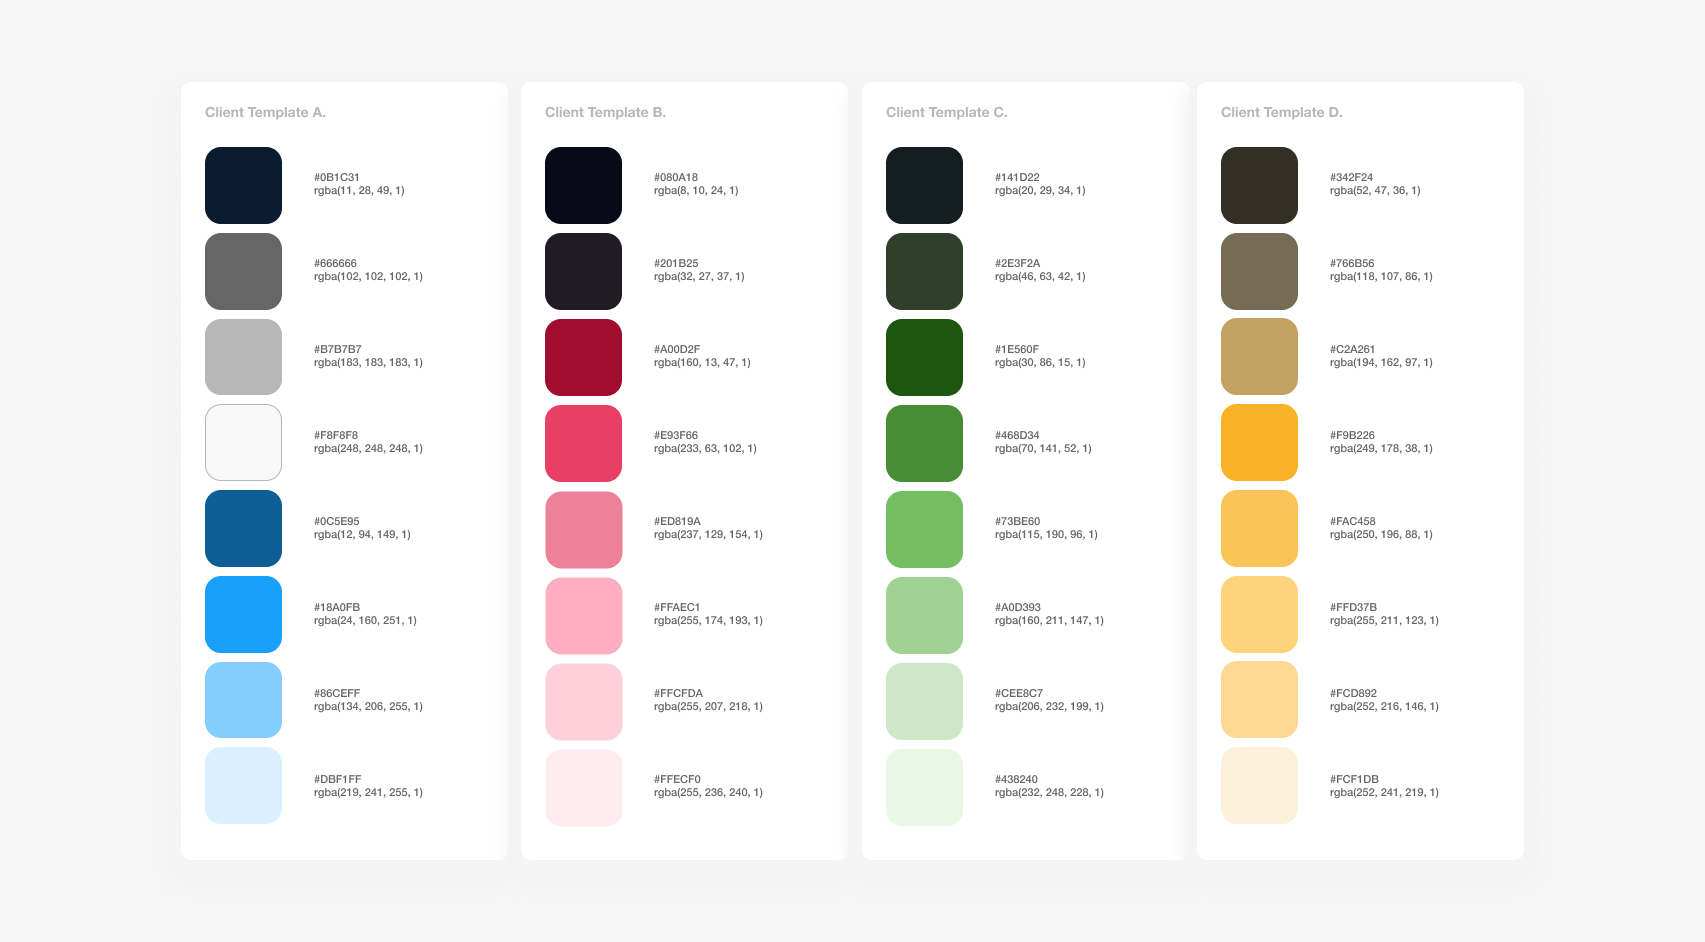 Client Template A.
#0B1C31
rgba(11, 28, 49, 1)
#666666
rgba(102, 102, 102, 1)
#B7B7B7
rgba(183, 183, 183, 1)
#F8F8F8
rgba(248, 248, 248, 1)
#0C5E95
rgba(12, 94, 149, 1)
#18A0FB
rgba(24, 160, 251, 1)
#86CEFF
rgba(134, 206, 255, 1)
#DBF1FF
rgba(219, 241, 255, 1)
Client Template B.
#080A18
rgba(8, 10, 24, 1)
#201B25
rgba(32, 27, 37, 1)
#A00D2F
rgba(160, 13, 47, 1)
#E93F66
rgba(233, 63, 102, 1)
#ED819A
rgba(237, 129, 154, 1)
#FFAEC1
rgba(255, 174, 193, 1)
#FFCFDA
rgba(255, 207, 218, 1)
#FFECF0
rgba(255, 236, 240, 1)
Client Template C.
#141D22
rgba(20, 29, 34, 1)
#2E3F2A
rgba(46, 63, 42, 1)
#1E560F
rgba(30, 86, 15, 1)
#468D34
rgba(70, 141, 52, 1)
#73BE60
rgba(115, 190, 96, 1)
#A0D393
rgba(160, 211, 147, 1)
#CEE8C7
rgba(206, 232, 199, 1)
#438240
rgba(232, 248, 228, 1)
Client Template D.
#342F24
rgba(52, 47, 36, 1)
#766B56
rgba(118, 107, 86, 1)
#C2A261
rgba(194, 162, 97, 1)
#F9B226
rgba(249, 178, 38, 1)
#FAC458
rgba(250, 196, 88, 1)
#FFD37B
rgba(255, 211, 123, 1)
#FCD892
rgba(252, 216, 146, 1)
#FCF1DB
rgba(252, 241, 219, 1)